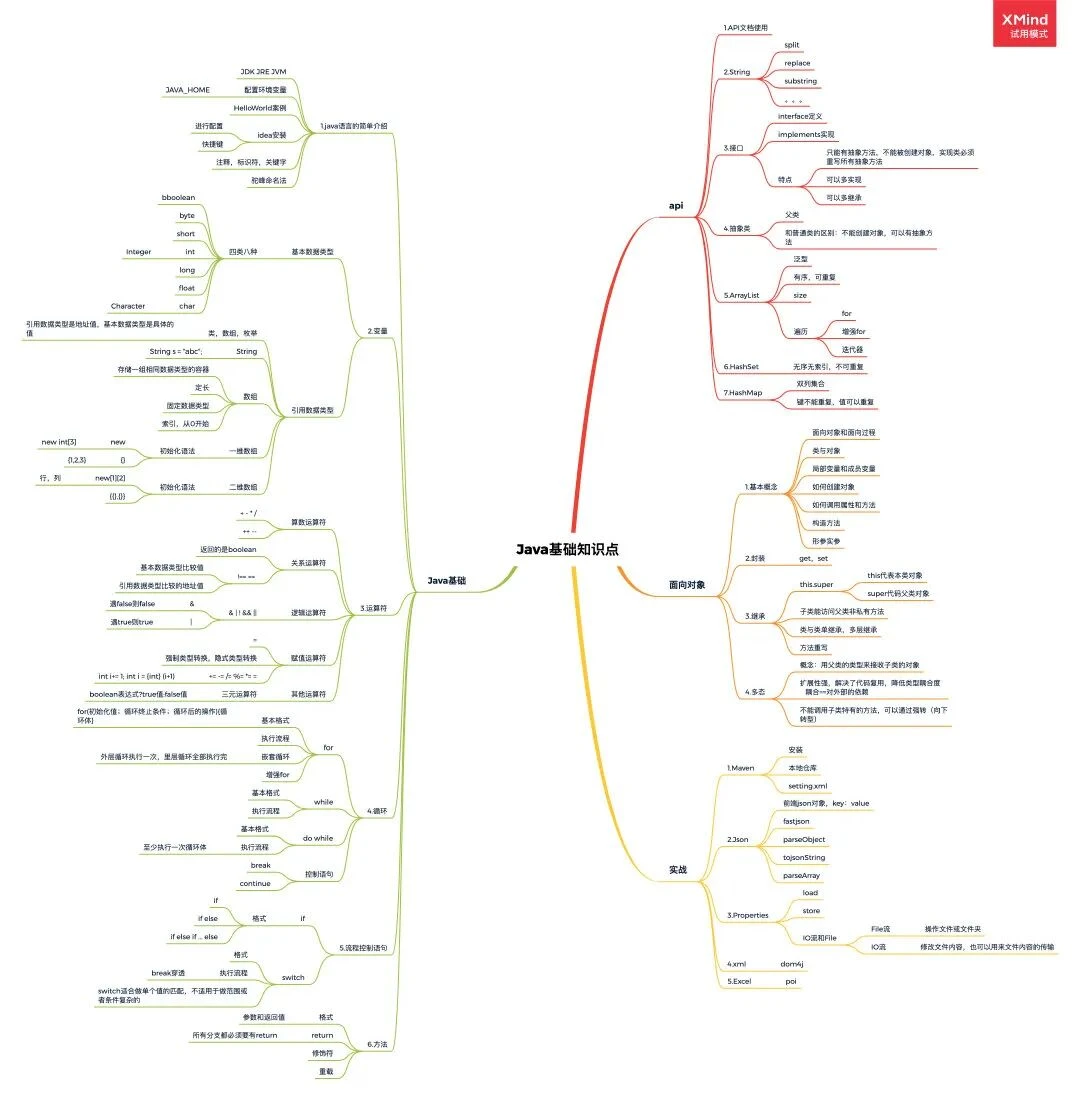 XMind
试用模式
Java基础知识点
api
1.API文档使用
2.String
split
replace
substring
。。。
3.接口
interface定义
implements实现
特点
只能有抽象方法，不能被创建对象，实现类必须
重写所有抽象方法
可以多实现
可以多继承
4.抽象类
父类
和普通类的区别：不能创建对象，可以有抽象方
法
5.ArrayList
泛型
有序，可重复
size
遍历
for
增强for
迭代器
6.HashSet
无序无索引，不可重复
7.HashMap
双列集合
键不能重复，值可以重复
面向对象
1.基本概念
面向对象和面向过程
类与对象
局部变量和成员变量
如何创建对象
如何调用属性和方法
构造方法
形参实参
2.封装
get，set
3.继承
this.super
this代表本类对象
super代码父类对象
子类能访问父类非私有方法
类与类单继承，多层继承
方法重写
4.多态
概念：用父类的类型来接收子类的对象
扩展性强，解决了代码复用，降低类型耦合度
耦合==对外部的依赖
不能调用子类特有的方法，可以通过强转（向下
转型）
实战
1.Maven
安装
本地仓库
setting.xml
2.Json
前端json对象，key：value
fastjson
parseObject
tojsonString
parseArray
3.Properties
load
store
IO流和File
File流
操作文件或文件夹
IO流
修改文件内容，也可以用来文件内容的传输
4.xml
dom4j
5.Excel
poi
Java基础
1.java语言的简单介绍
JDK JRE JVM
配置环境变量
JAVA_HOME
HelloWorld案例
idea安装
进行配置
快捷键
注释，标识符，关键字
驼峰命名法
2.变量
基本数据类型
四类八种
bboolean
byte
short
int
Integer
long
float
char
Character
引用数据类型
类，数组，枚举
引用数据类型是地址值，基本数据类型是具体的
值
String
String s = "abc";
数组
存储一组相同数据类型的容器
定长
固定数据类型
索引，从0开始
一维数组
初始化语法
new
new int[3]
{}
{1,2,3}
二维数组
初始化语法
new[1][2]
行，列
{{},{}}
3.运算符
算数运算符
+ - * /
++ --
关系运算符
返回的是boolean
!== ==
基本数据类型比较值
引用数据类型比较的地址值
逻辑运算符
& | ! && ||
&
遇false则false
|
遇true则true
赋值运算符
=
强制类型转换，隐式类型转换
+= -= /= %= *= =
int i+= 1; int i = (int) (i+1)
其他运算符
三元运算符
boolean表达式?true值:false值
4.循环
for
基本格式
for(初始化值；循环终止条件；循环后的操作){循
环体}
执行流程
嵌套循环
外层循环执行一次，里层循环全部执行完
增强for
while
基本格式
执行流程
do while
基本格式
执行流程
至少执行一次循环体
控制语句
break
continue
5.流程控制语句
if
格式
if
if else
if else if ... else
switch
格式
执行流程
break穿透
switch适合做单个值的匹配，不适用于做范围或
者条件复杂的
6.方法
格式
参数和返回值
return
所有分支都必须要有return
修饰符
重载